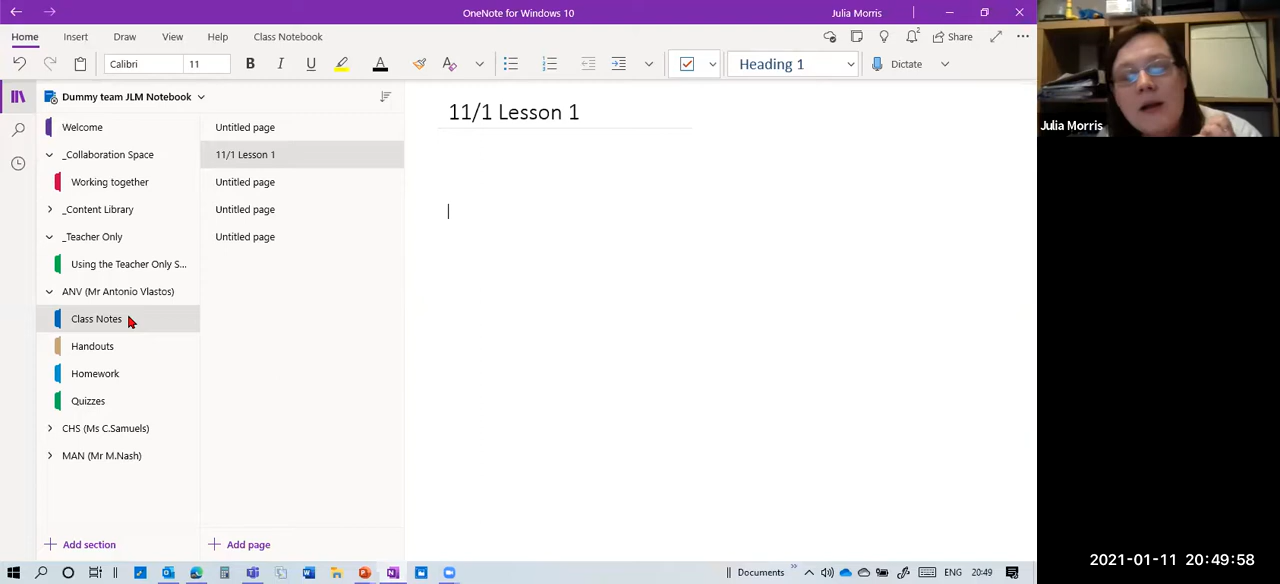 OneNote for Windows 10
Julia Morris
Home Insert Draw View Help Class Notebook
Share
Calibri 11 B I U A A Heading 1 Dictate
Dummy team JLM Notebook
Welcome
_Collaboration Space
Working together
_Content Library
_Teacher Only
Using the Teacher Only S...
ANV (Mr Antonio Vlastos)
Class Notes
Handouts
Homework
Quizzes
CHS (Ms C.Samuels)
MAN (Mr M.Nash)
Add section
Untitled page
11/1 Lesson 1
Untitled page
Untitled page
Untitled page
Add page
11/1 Lesson 1
Julia Morris
2021-01-11 20:49:58
Documents
ENG 20:49